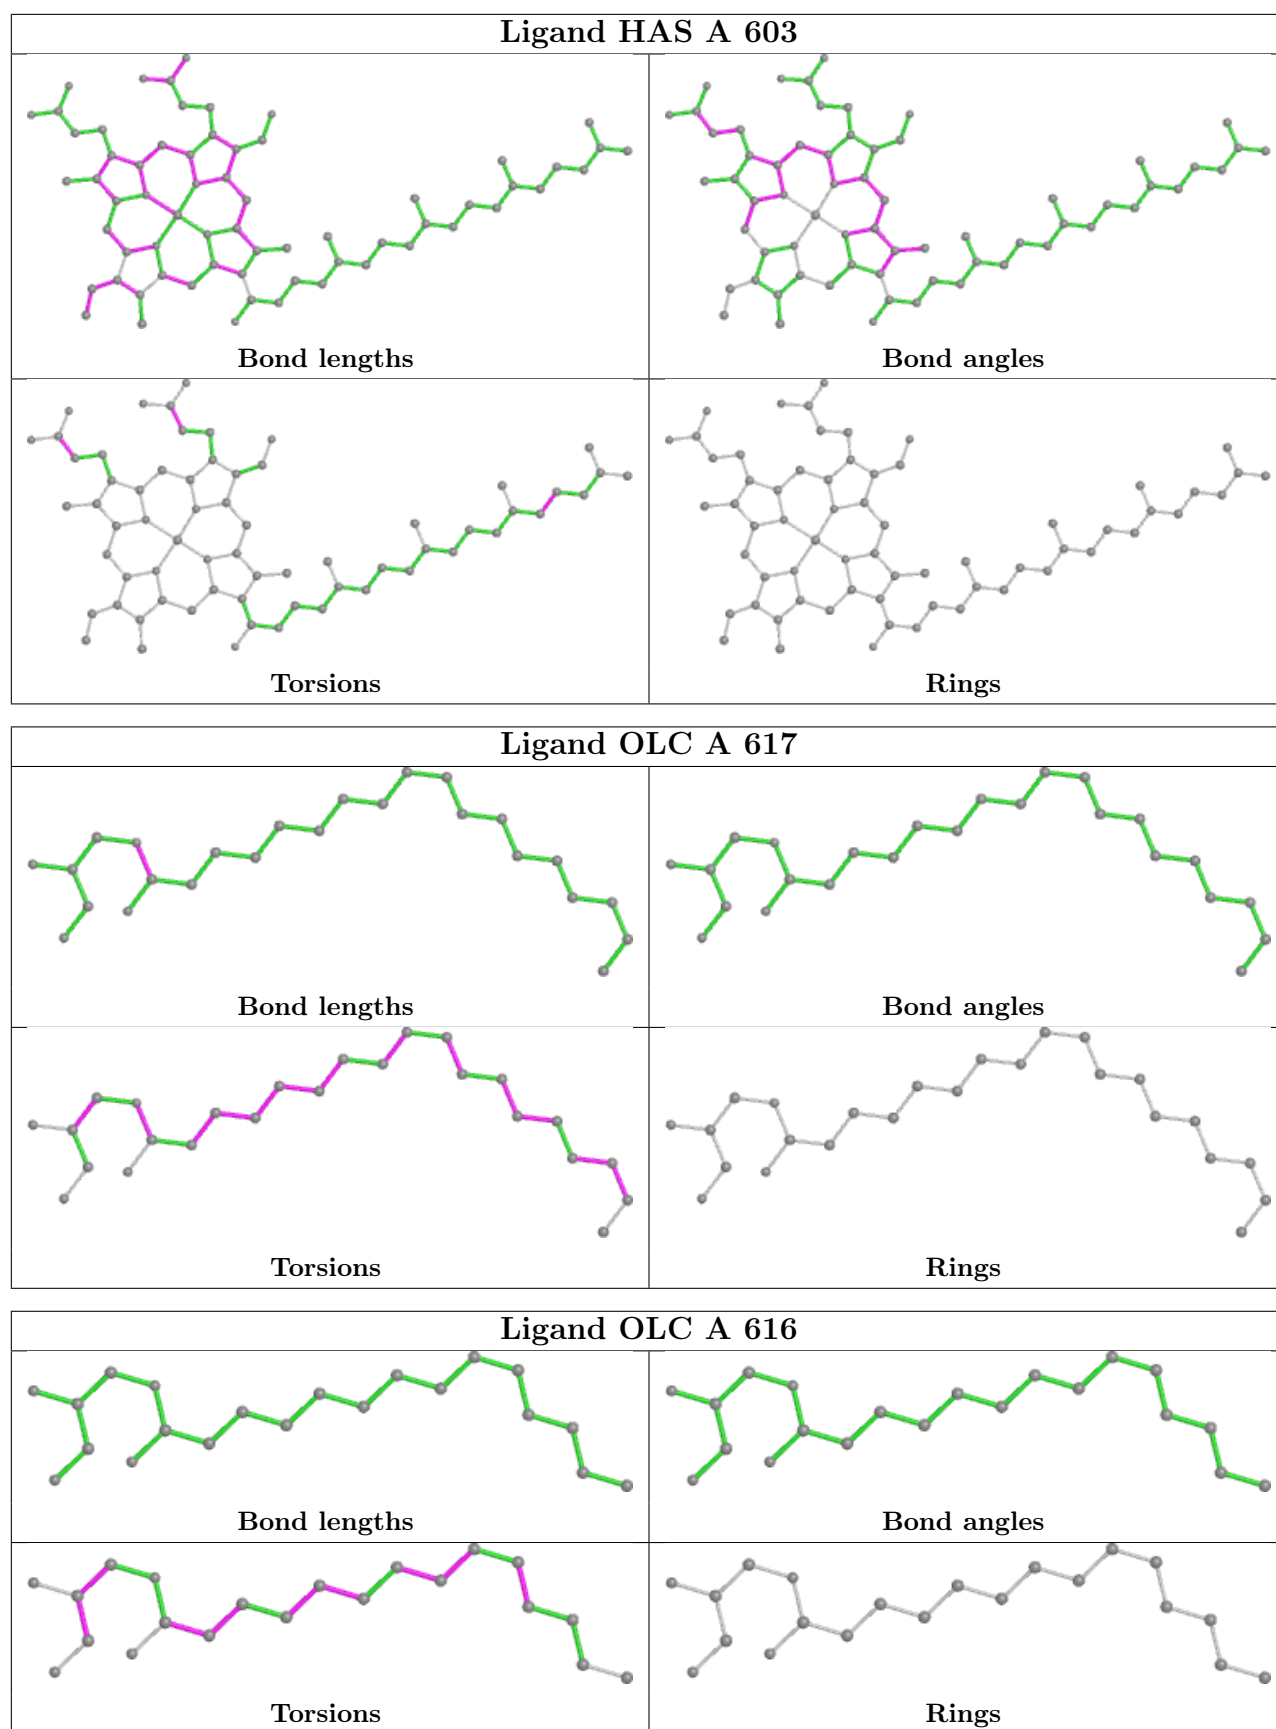 Ligand HAS A 603
Bond lengths
Bond angles
Torsions
Rings
Ligand OLC A 617
Bond lengths
Bond angles
Torsions
Rings
Ligand OLC A 616
Bond lengths
Bond angles
Torsions
Rings